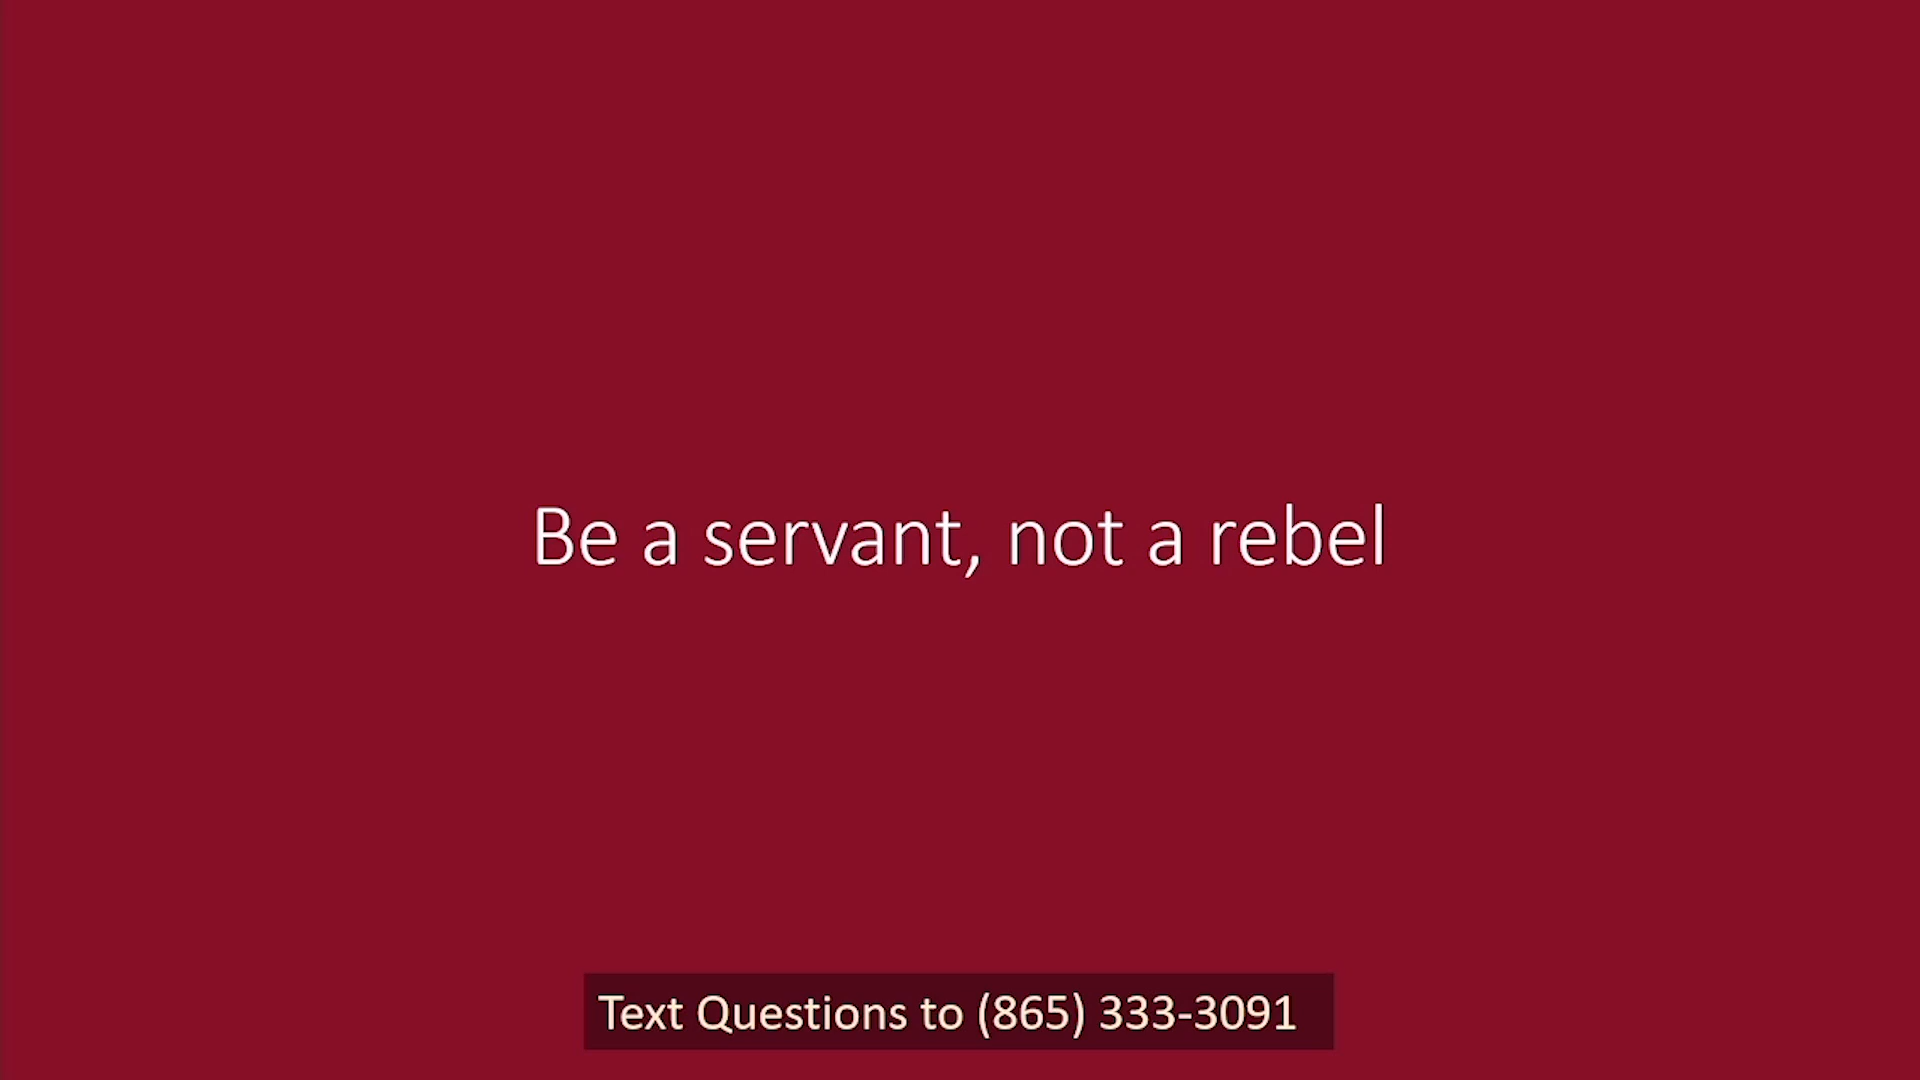 Be a servant, not a rebel
Text Questions to (865) 333-3091